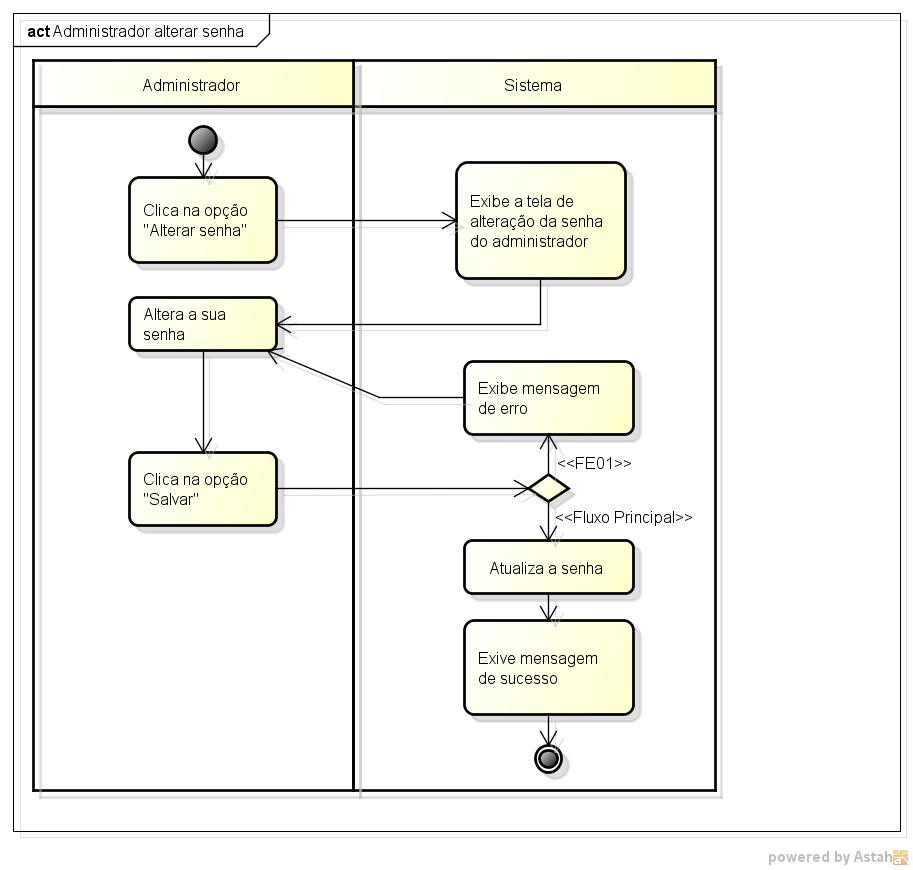 act Administrador alterar senha
Administrador
Sistema
Clica na opção
"Alterar senha"
Exibe a tela de
alteração da senha
do administrador
Altera a sua
senha
Exibe mensagem
de erro
<<FE01>>
Clica na opção
"Salvar"
<<Fluxo Principal>>
Atualiza a senha
Exive mensagem
de sucesso
powered by Astah